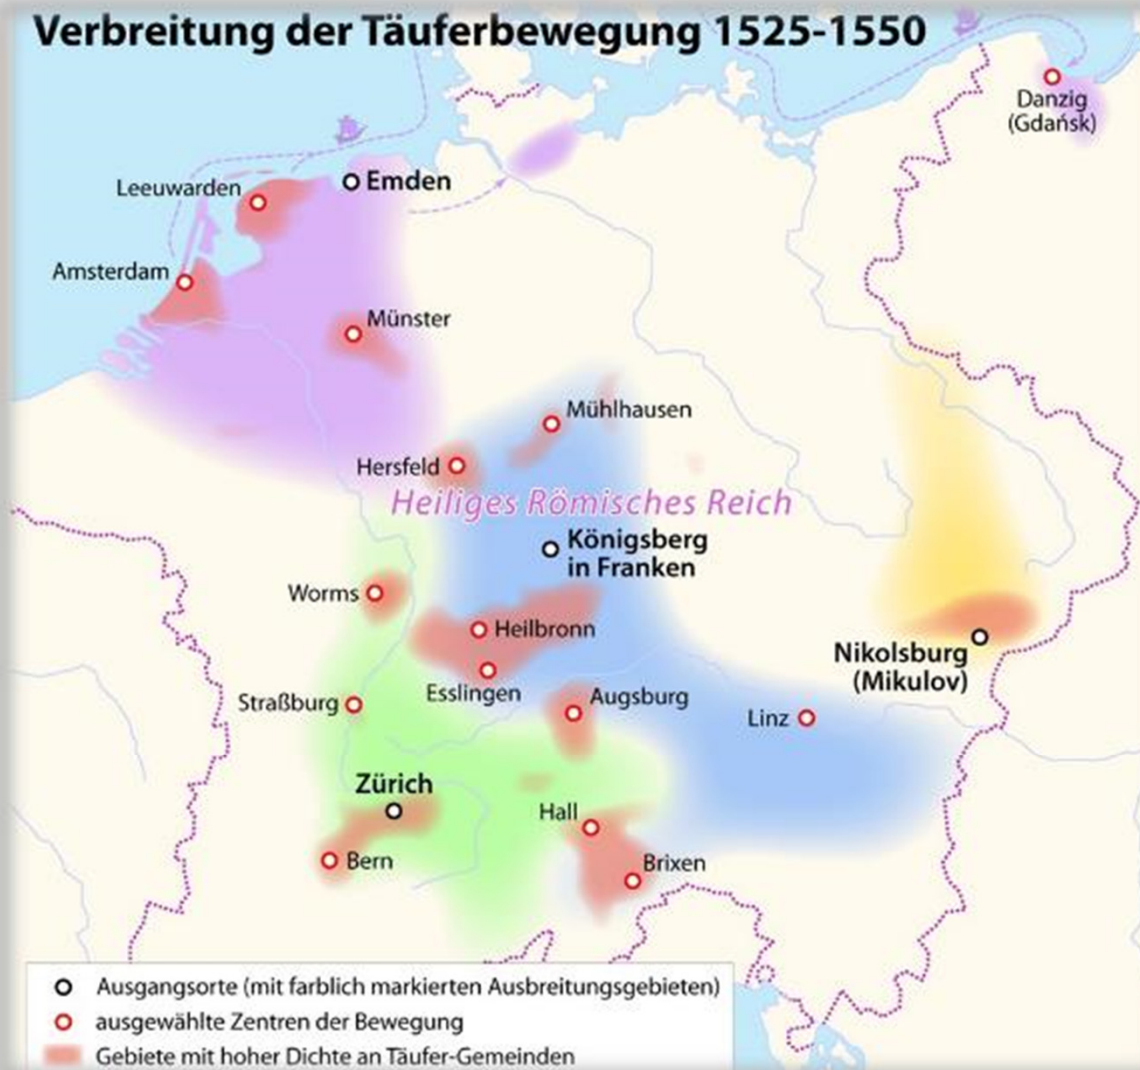 Verbreitung der Täuferbewegung 1525-1550
Danzig
(Gdańsk)
Leeuwarden
Emden
Amsterdam
Münster
Mühlhausen
Hersfeld
Heiliges Römisches Reich
Königsberg
in Franken
Worms
Heilbronn
Nikolsburg
(Mikulov)
Esslingen
Straßburg
Augsburg
Linz
Zürich
Hall
Bern
Brixen
Ausgangsorte (mit farblich markierten Ausbreitungsgebieten)
ausgewählte Zentren der Bewegung
Gebiete mit hoher Dichte an Täufer-Gemeinden